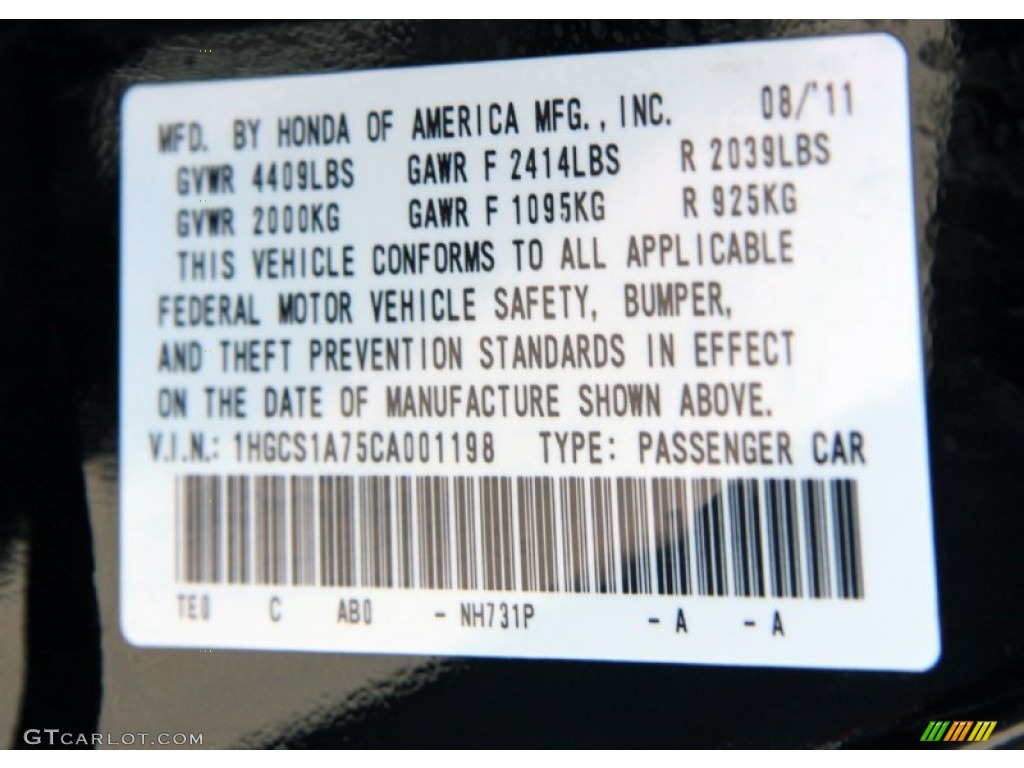 MFD. BY HONDA OF AMERICA MFG., INC. 08/'11
GVWR 4409LBS GAWR F 2414LBS R 2039LBS
GVWR 2000KG GAWR F 1095KG R 925KG
THIS VEHICLE CONFORMS TO ALL APPLICABLE
FEDERAL MOTOR VEHICLE SAFETY, BUMPER,
AND THEFT PREVENTION STANDARDS IN EFFECT
ON THE DATE OF MANUFACTURE SHOWN ABOVE.
V.I.N.: 1HGCS1A75CA001198 TYPE: PASSENGER CAR
TE0 C AB0 - NH731P - A - A
GTCARLOT.COM